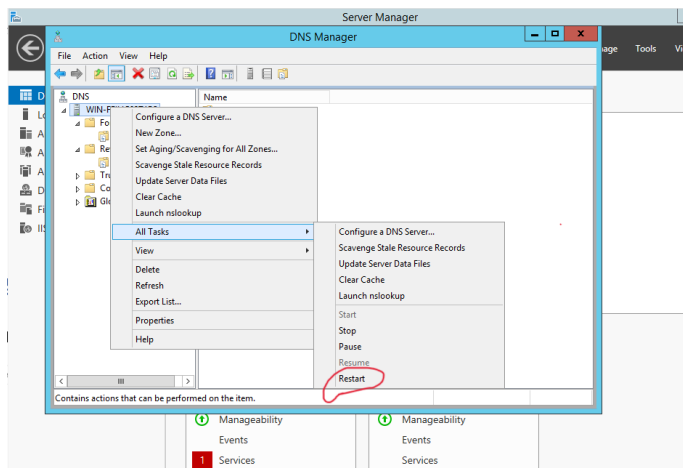 Server Manager
DNS Manager
File Action View Help
Tools
DNS
Name
Configure a DNS Server...
New Zone...
Set Aging/Scavenging for All Zones...
Scavenge Stale Resource Records
Update Server Data Files
Clear Cache
Launch nslookup
All Tasks
View
Delete
Refresh
Export List...
Properties
Help
Configure a DNS Server...
Scavenge Stale Resource Records
Update Server Data Files
Clear Cache
Launch nslookup
Start
Stop
Pause
Resume
Restart
Contains actions that can be performed on the item.
Manageability
Manageability
Events
Events
1 Services
Services